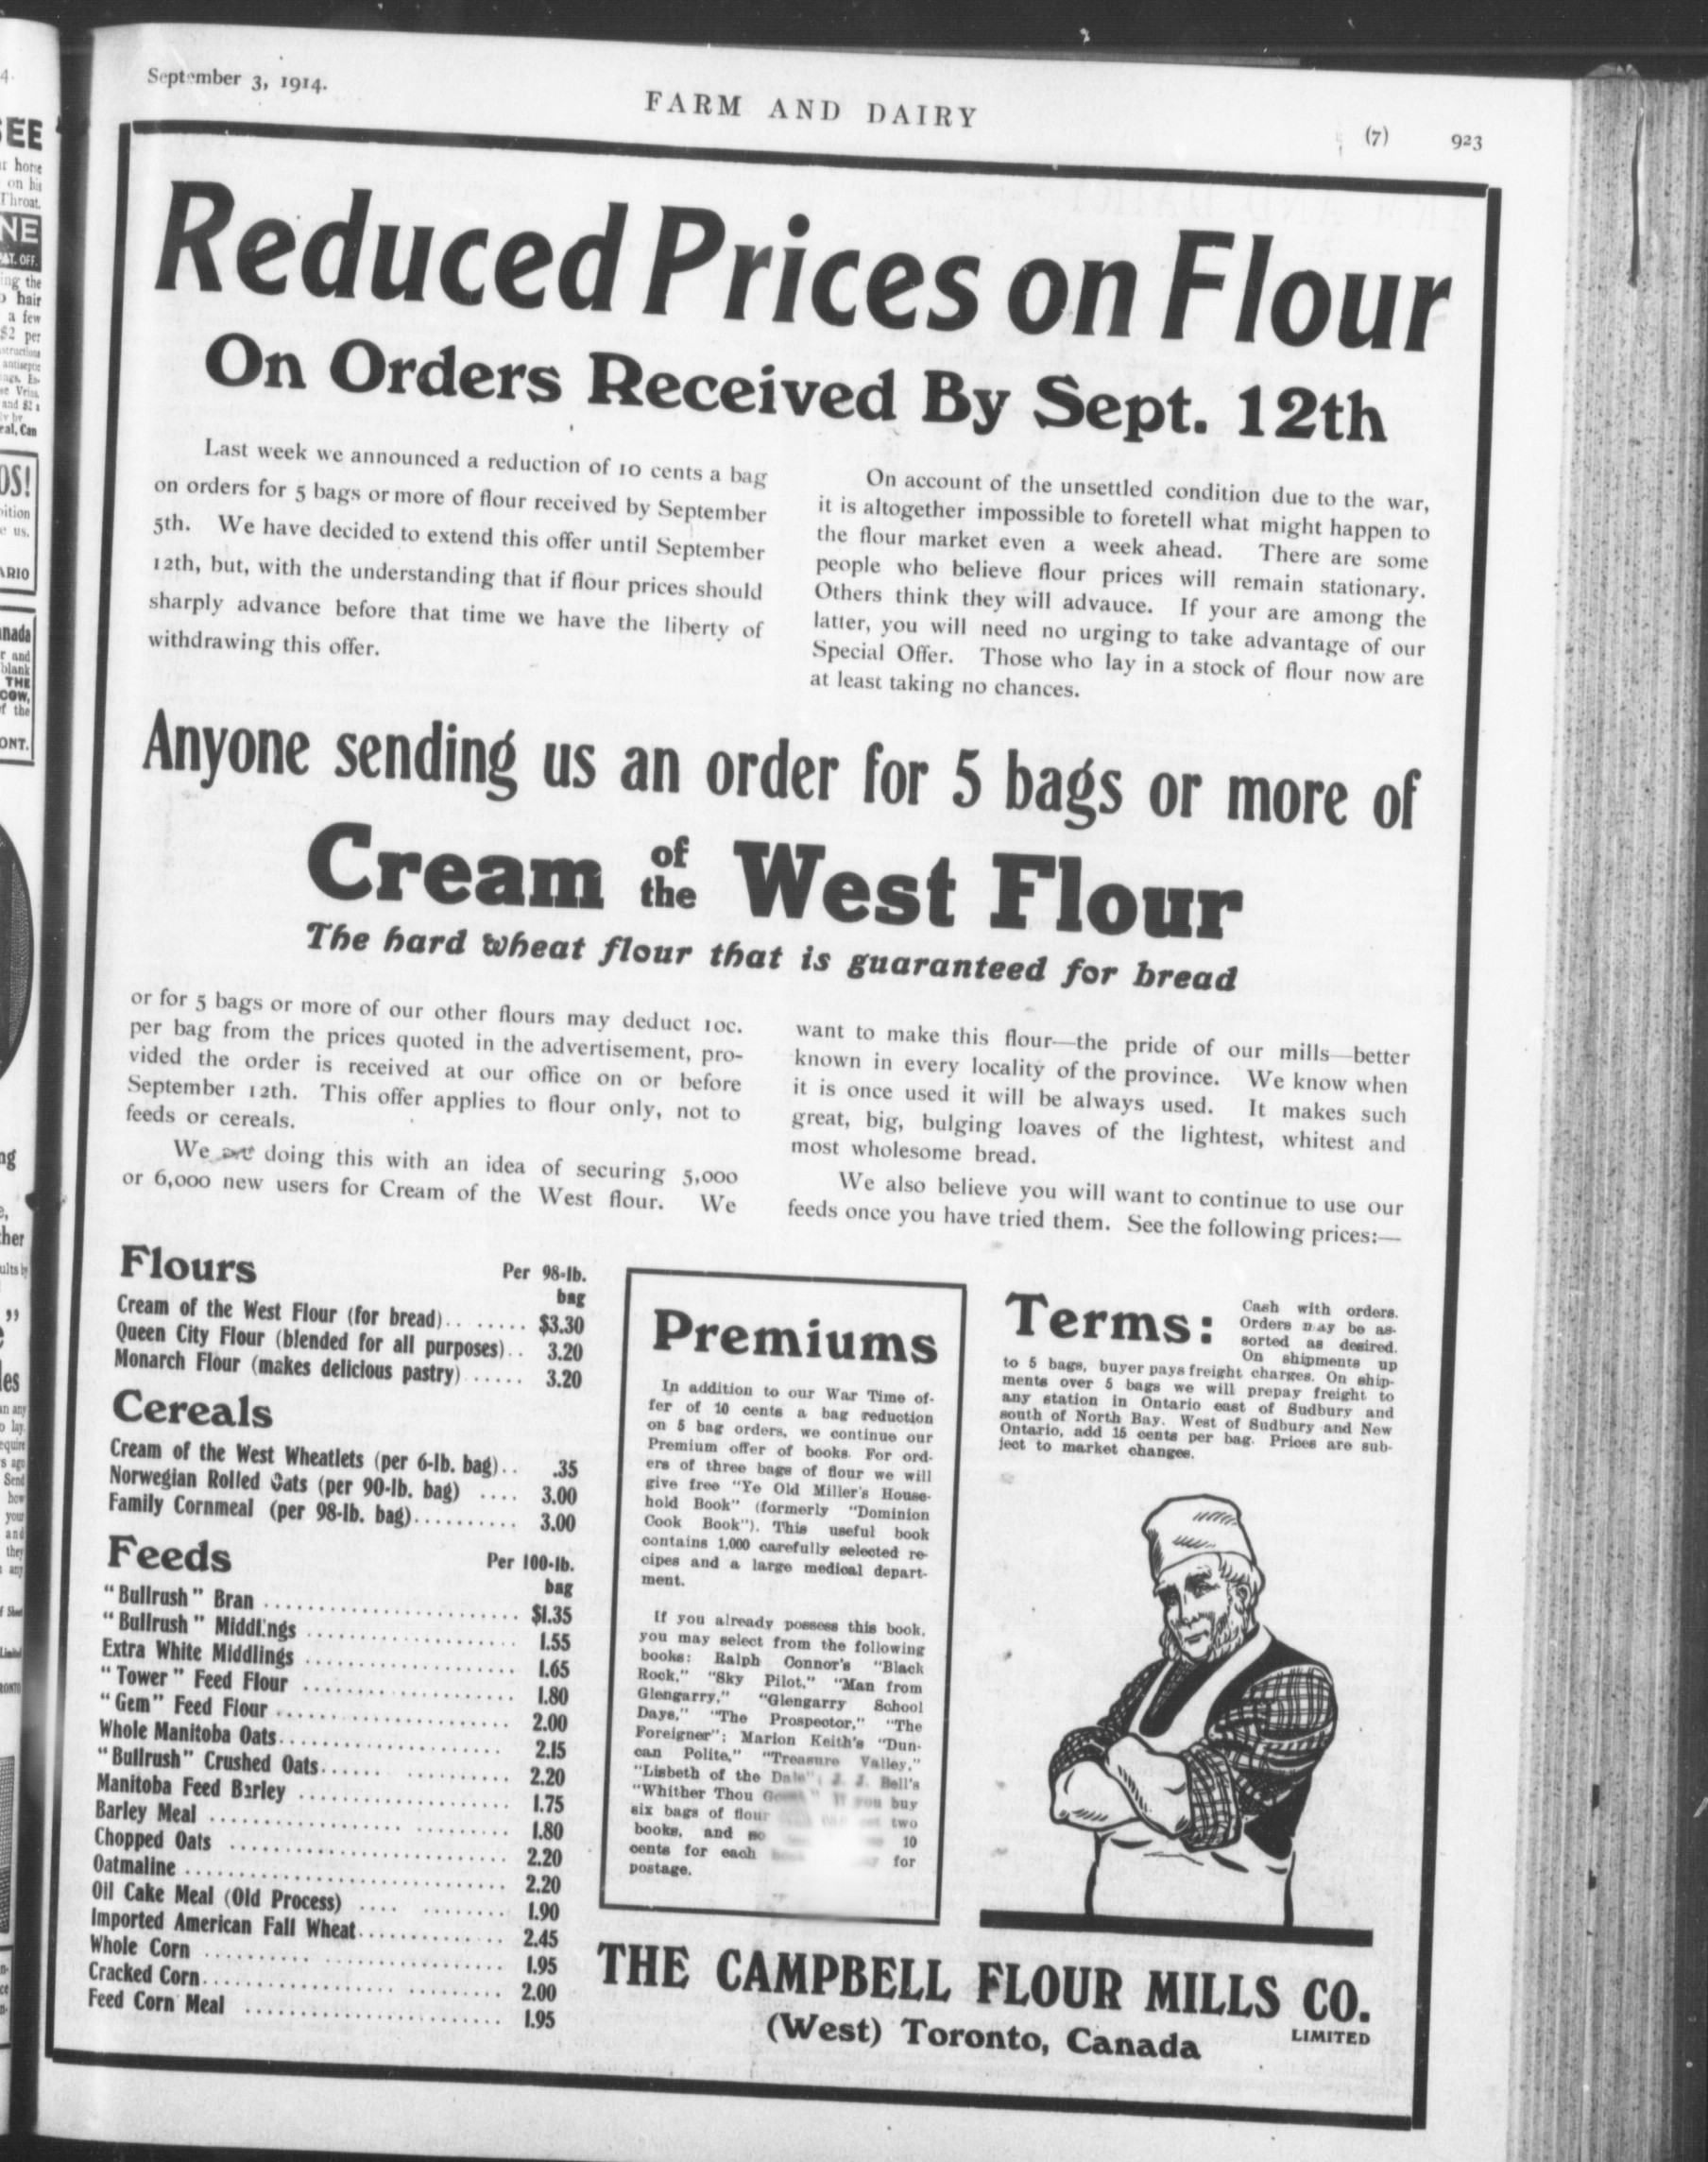 September 3, 1914.
FARM AND DAIRY
(7) 923
Reduced Prices on Flour
On Orders Received By Sept. 12th
Last week we announced a reduction of 10 cents a bag
on orders for 5 bags or more of flour received by September
5th. We have decided to extend this offer until September
12th, but, with the understanding that if flour prices should
sharply advance before that time we have the liberty of
withdrawing this offer.
On account of the unsettled condition due to the war,
it is altogether impossible to foretell what might happen to
the flour market even a week ahead. There are some
people who believe flour prices will remain stationary.
Others think they will advauce. If your are among the
latter, you will need no urging to take advantage of our
Special Offer. Those who lay in a stock of flour now are
at least taking no chances.
Anyone sending us an order for 5 bags or more of
Cream of the West Flour
The hard wheat flour that is guaranteed for bread
or for 5 bags or more of our other flours may deduct 10c.
per bag from the prices quoted in the advertisement, pro-
vided the order is received at our office on or before
September 12th. This offer applies to flour only, not to
feeds or cereals.
We are doing this with an idea of securing 5,000
or 6,000 new users for Cream of the West flour. We
want to make this flour—the pride of our mills—better
known in every locality of the province. We know when
it is once used it will be always used. It makes such
great, big, bulging loaves of the lightest, whitest and
most wholesome bread.
We also believe you will want to continue to use our
feeds once you have tried them. See the following prices:—
Flours Per 98-lb.
bag
Cream of the West Flour (for bread)........ $3.30
Queen City Flour (blended for all purposes).. 3.20
Monarch Flour (makes delicious pastry)..... 3.20
Cereals
Cream of the West Wheatlets (per 6-lb. bag).. .35
Norwegian Rolled Oats (per 90-lb. bag) .... 3.00
Family Cornmeal (per 98-lb. bag).......... 3.00
Feeds Per 100-lb.
bag
"Bullrush" Bran ........................ $1.35
"Bullrush" Middlings .................... 1.55
Extra White Middlings .................... 1.65
"Tower" Feed Flour .................... 1.80
"Gem" Feed Flour ...................... 2.00
Whole Manitoba Oats..................... 2.15
"Bullrush" Crushed Oats...... .......... 2.20
Manitoba Feed Barley .................... 1.75
Barley Meal .................. ......... 1.80
Chopped Oats .......................... 2.20
Oatmaline .............................. 2.20
Oil Cake Meal (Old Process) .... ........ 1.90
Imported American Fall Wheat.............. 2.45
Whole Corn .......... ................. 1.95
Cracked Corn.................. ......... 2.00
Feed Corn Meal ........................ 1.95
Premiums
In addition to our War Time of-
fer of 10 cents a bag reduction
on 5 bag orders, we continue our
Premium offer of books. For ord-
ers of three bags of flour we will
give free "Ye Old Miller's House-
hold Book" (formerly "Dominion
Cook Book"). This useful book
contains 1,000 carefully selected re-
cipes and a large medical depart-
ment.
If you already possess this book,
you may select from the following
books: Ralph Connor's "Black
Rock," "Sky Pilot," "Man from
Glengarry," "Glengarry School
Days," "The Prospector," "The
Foreigner"; Marion Keith's "Dun-
can Polite," "Treasure Valley,"
"Lisbeth of the Dale"; J. J. Bell's
"Whither Thou Goest." If you buy
six bags of flour two
books, and so 10
cents for each for
postage.
Terms: Cash with orders.
Orders may be as-
sorted as desired.
On shipments up
to 5 bags, buyer pays freight charges. On ship-
ments over 5 bags we will prepay freight to
any station in Ontario east of Sudbury and
south of North Bay. West of Sudbury and New
Ontario, add 15 cents per bag. Prices are sub-
ject to market changes.
THE CAMPBELL FLOUR MILLS CO.
LIMITED
(West) Toronto, Canada